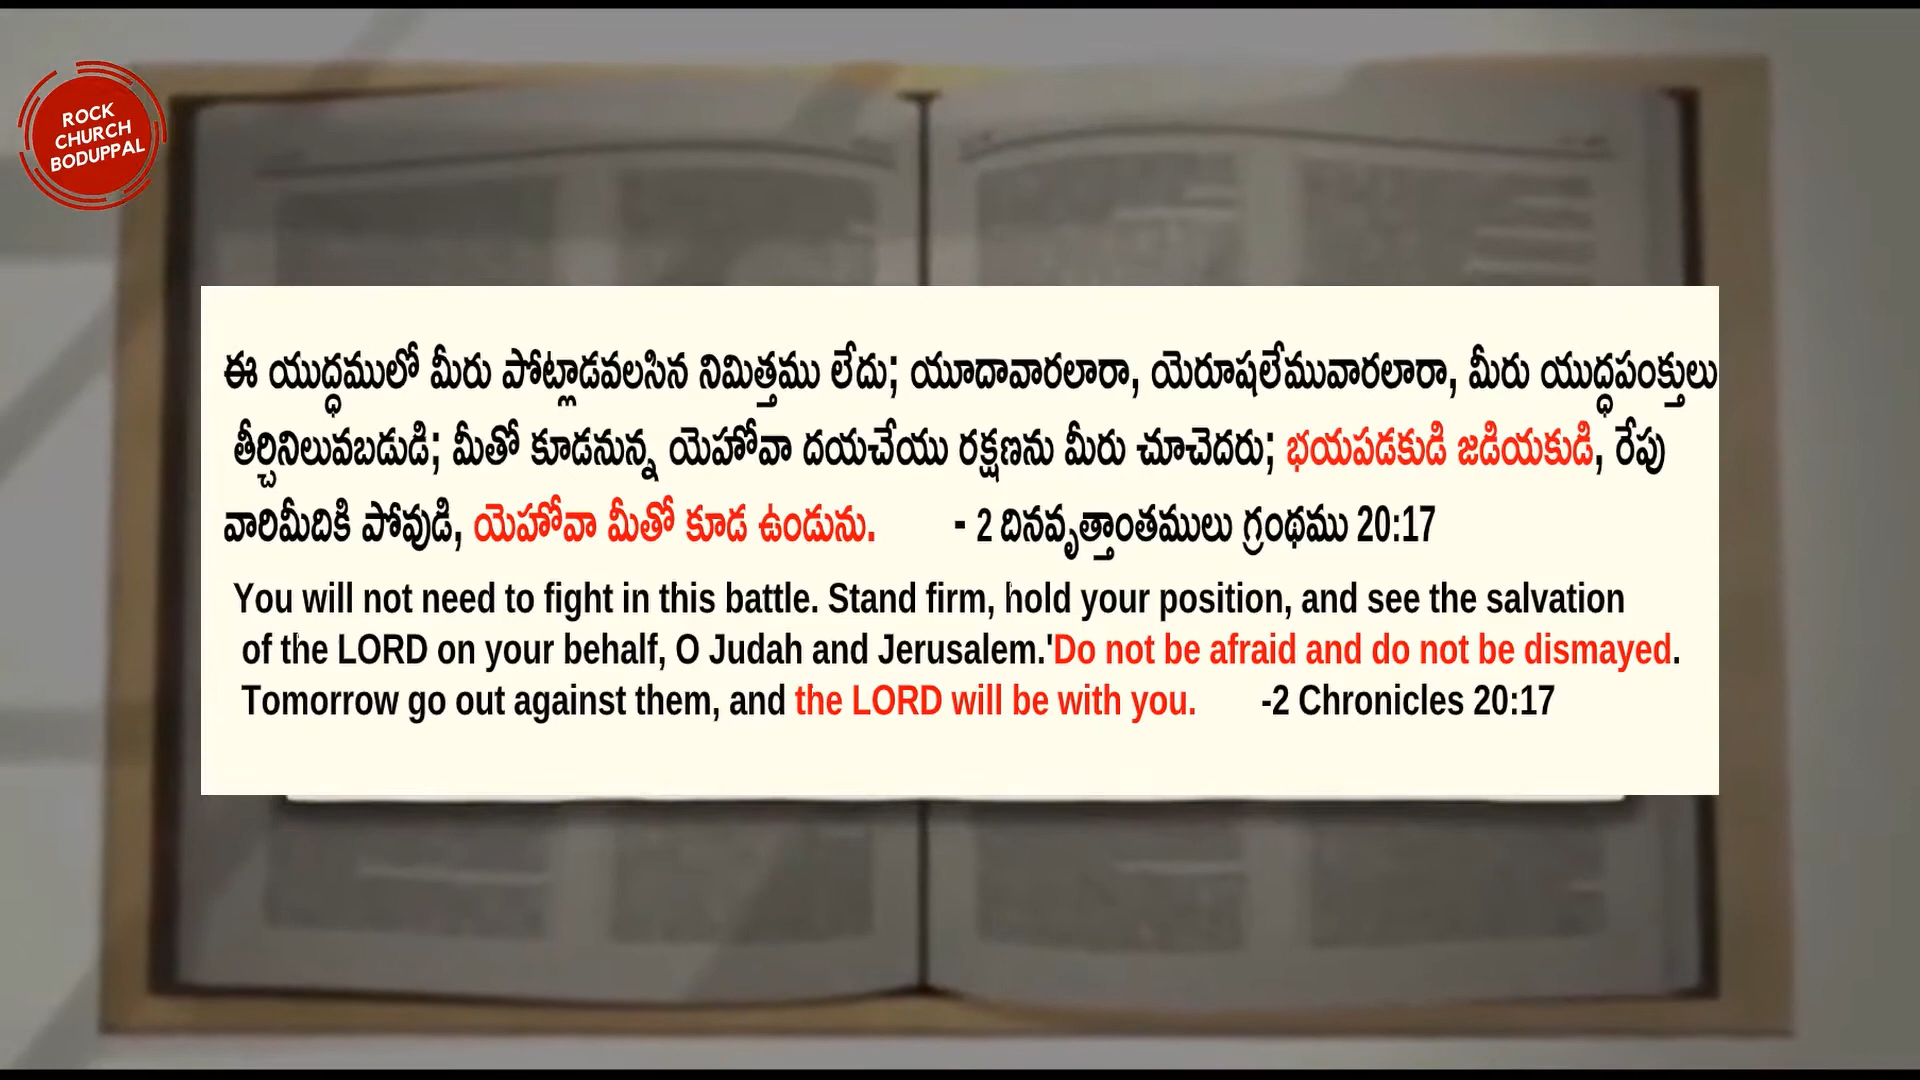 ROCK
CHURCH
BODUPPAL
ఈ యుద్ధములో మీరు పోట్లాడవలసిన నిమిత్తము లేదు; యూదావారలారా, యెరూషలేమువారలారా, మీరు యుద్ధపంక్తులు
తీర్చినిలువబడుడి; మీతో కూడనున్న యెహోవా దయచేయు రక్షణను మీరు చూచెదరు; భయపడకుడి జడియకుడి, రేపు
వారిమీదికి పోవుడి, యెహోవా మీతో కూడ ఉండును. - 2 దినవృత్తాంతములు గ్రంథము 20:17
You will not need to fight in this battle. Stand firm, hold your position, and see the salvation
of the LORD on your behalf, O Judah and Jerusalem.'Do not be afraid and do not be dismayed.
Tomorrow go out against them, and the LORD will be with you. -2 Chronicles 20:17